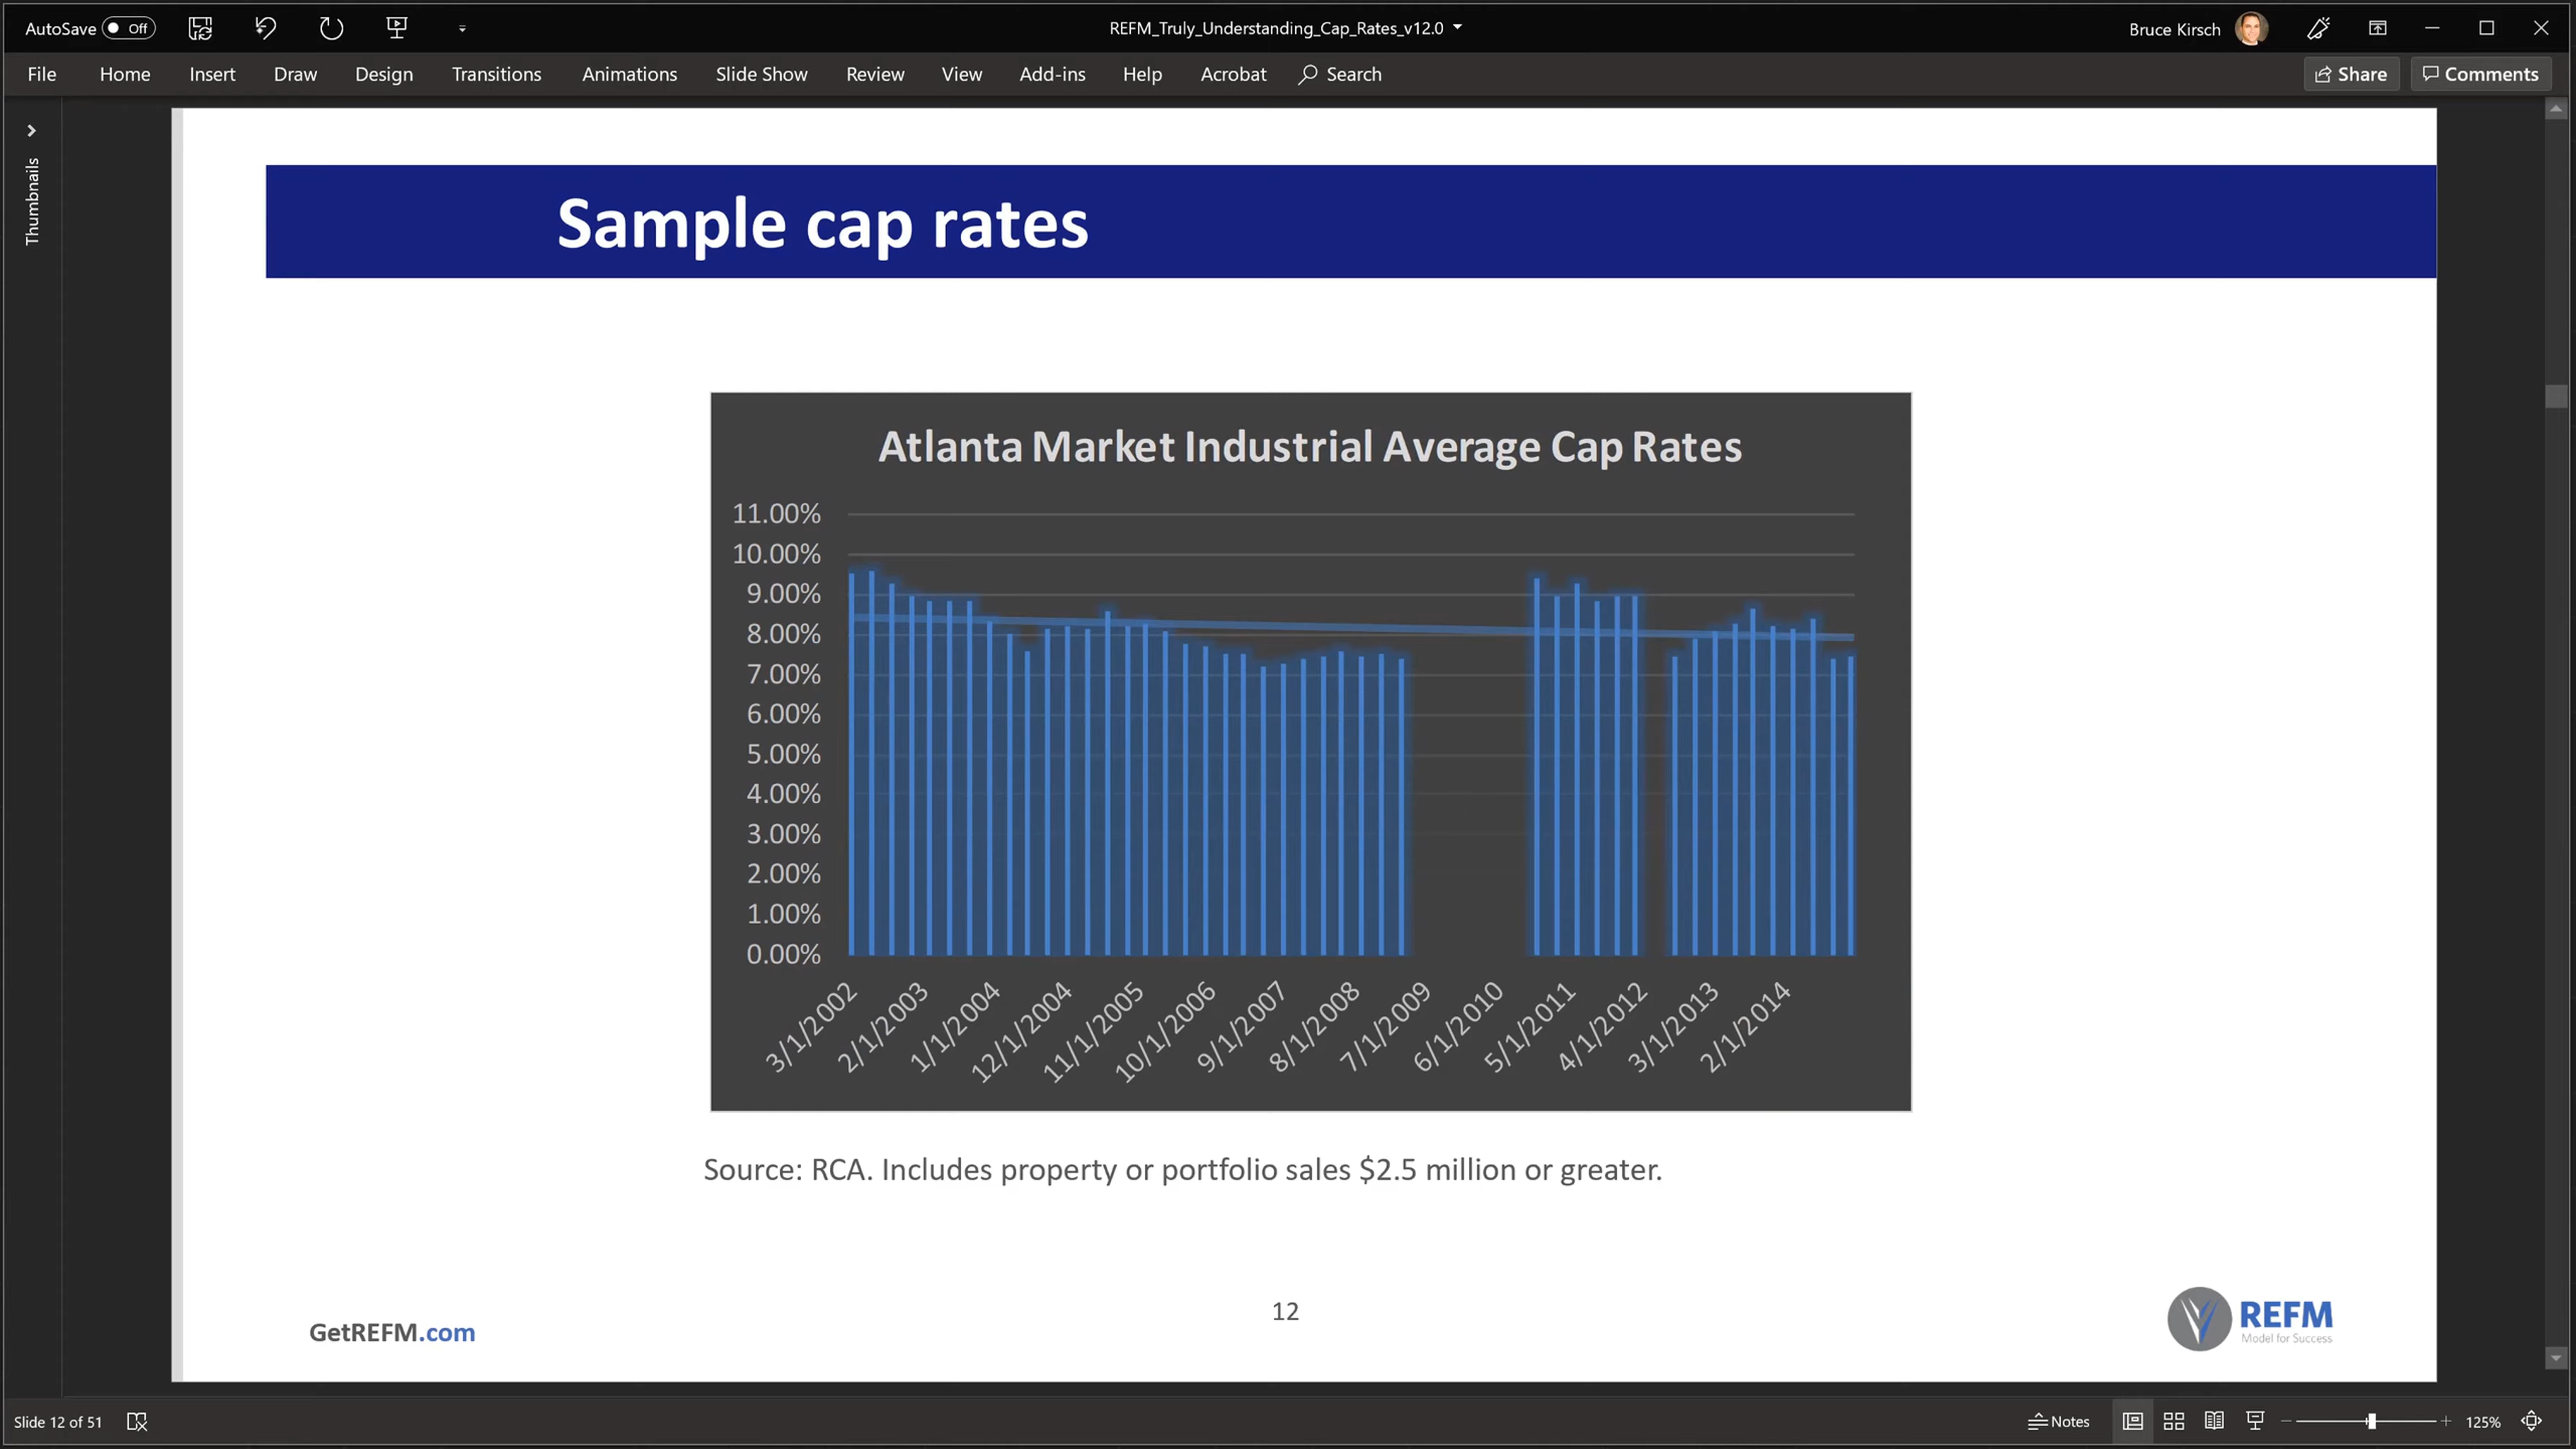 AutoSave Off
REFM_Truly_Understanding_Cap_Rates_v12.0
Bruce Kirsch
File Home Insert Draw Design Transitions Animations Slide Show Review View Add-ins Help Acrobat Search Share Comments
Thumbnails
Sample cap rates
Atlanta Market Industrial Average Cap Rates
11.00%
10.00%
9.00%
8.00%
7.00%
6.00%
5.00%
4.00%
3.00%
2.00%
1.00%
0.00%
3/1/2002 2/1/2003 1/1/2004 12/1/2004 11/1/2005 10/1/2006 9/1/2007 8/1/2008 7/1/2009 6/1/2010 5/1/2011 4/1/2012 3/1/2013 2/1/2014
Source: RCA. Includes property or portfolio sales $2.5 million or greater.
12
GetREFM.com
REFM
Model for Success
Slide 12 of 51
Notes
125%